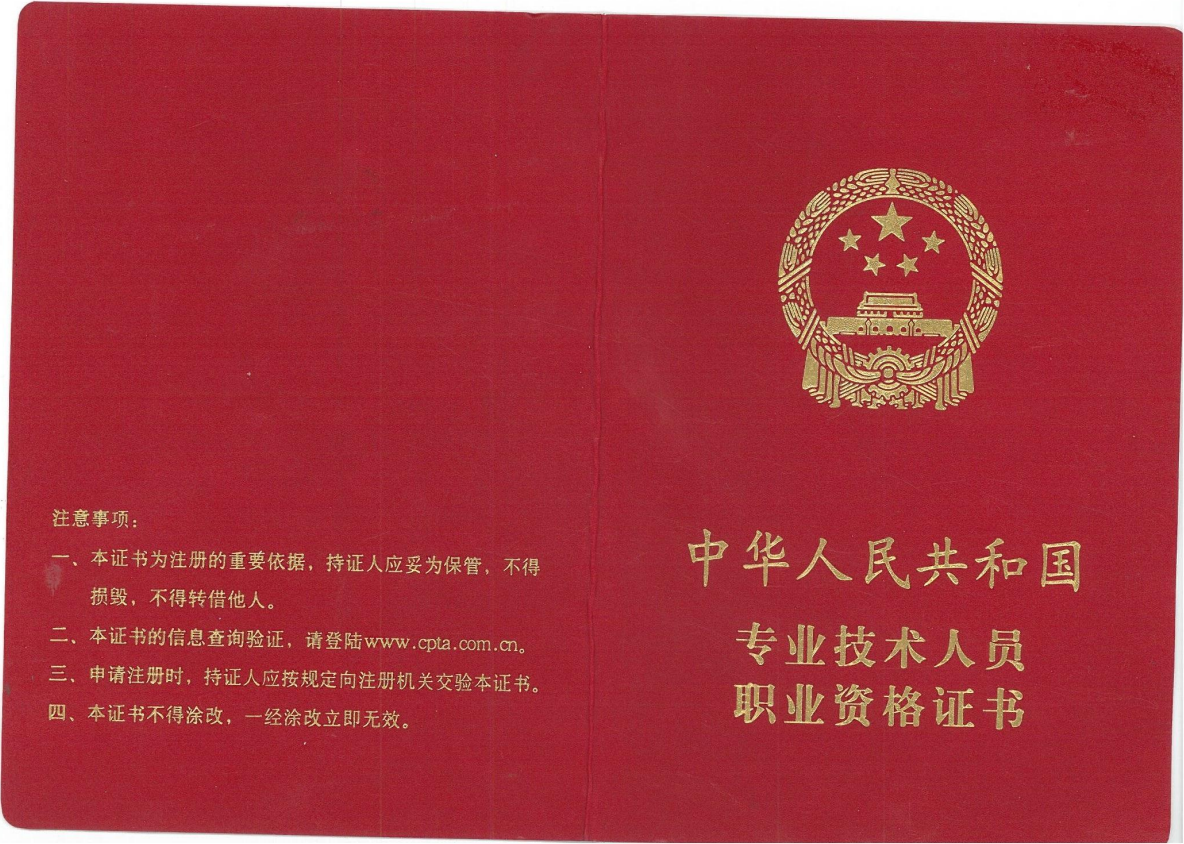 注意事项：
一、本证书为注册的重要依据，持证人应妥为保管，不得
损毁，不得转借他人。
二、本证书的信息查询验证，请登陆www.cpta.com.cn。
三、申请注册时，持证人应按规定向注册机关交验本证书。
四、本证书不得涂改，一经涂改立即无效。
中华人民共和国
专业技术人员
职业资格证书